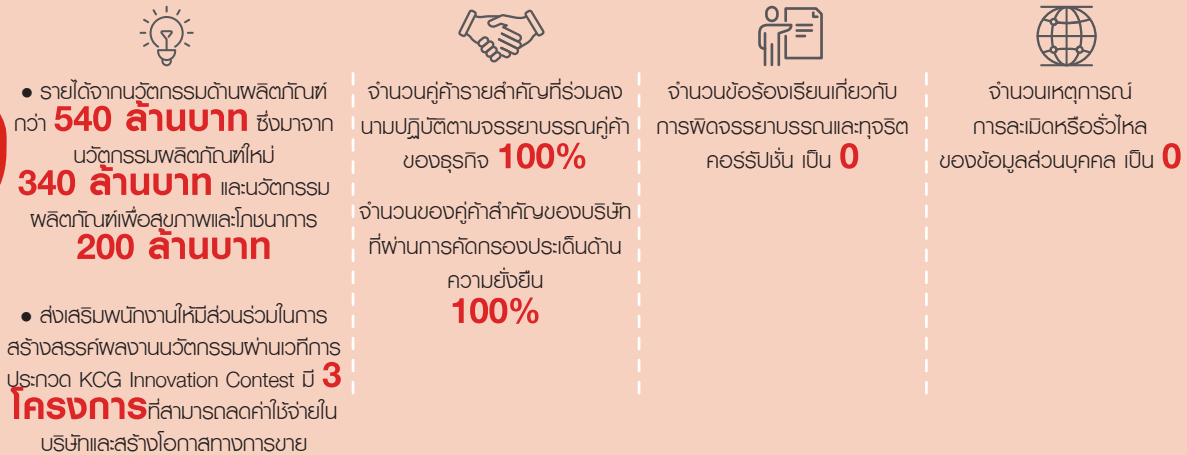 ● รายได้จากนวัตกรรมด้านผลิตภัณฑ์
กว่า 540 ล้านบาท ซึ่งมาจาก
นวัตกรรมผลิตภัณฑ์ใหม่
340 ล้านบาท และนวัตกรรม
ผลิตภัณฑ์เพื่อสุขภาพและโภชนาการ
200 ล้านบาท
● ส่งเสริมพนักงานให้มีส่วนร่วมในการ
สร้างสรรค์ผลงานนวัตกรรมผ่านเวทีการ
ประกวด KCG Innovation Contest มี 3
โครงการที่สามารถลดค่าใช้จ่ายใน
บริษัทและสร้างโอกาสทางการขาย
จำนวนคู่ค้ารายสำคัญที่ร่วมลง
นามปฏิบัติตามจรรยาบรรณคู่ค้า
ของธุรกิจ 100%
จำนวนของคู่ค้าสำคัญของบริษัท
ที่ผ่านการคัดกรองประเด็นด้าน
ความยั่งยืน
100%
จำนวนข้อร้องเรียนเกี่ยวกับ
การผิดจรรยาบรรณและทุจริต
คอร์รัปชั่น เป็น 0
จำนวนเหตุการณ์
การละเมิดหรือรั่วไหล
ของข้อมูลส่วนบุคคล เป็น 0